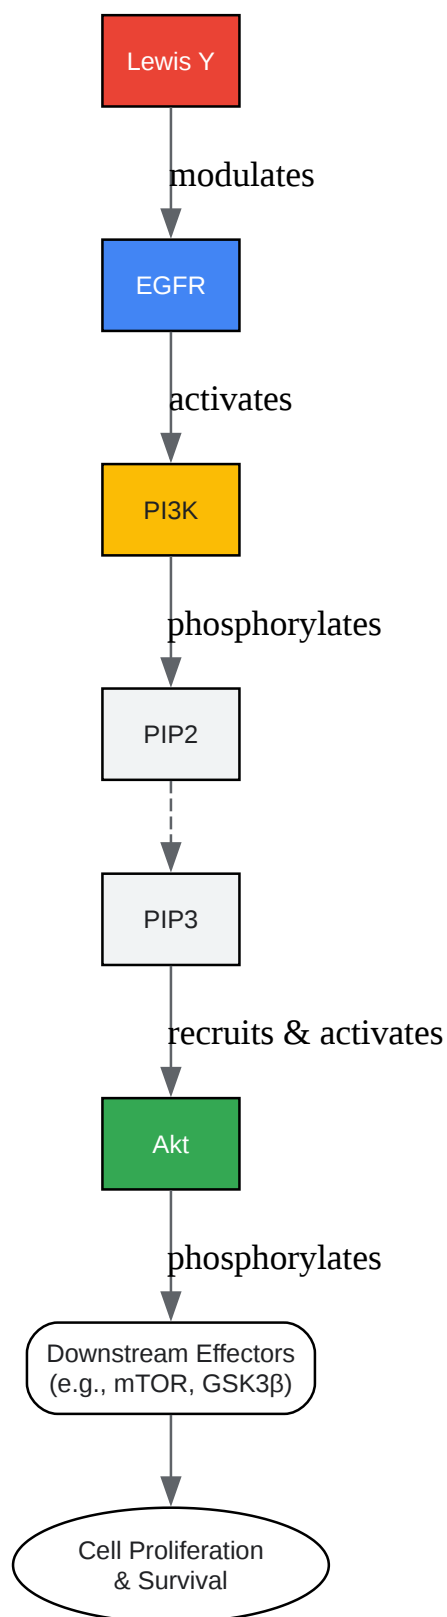 Lewis Y
modulates
EGFR
activates
PI3K
phosphorylates
PIP2
PIP3
recruits & activates
Akt
phosphorylates
Downstream Effectors
(e.g., mTOR, GSK3β)
Cell Proliferation
& Survival